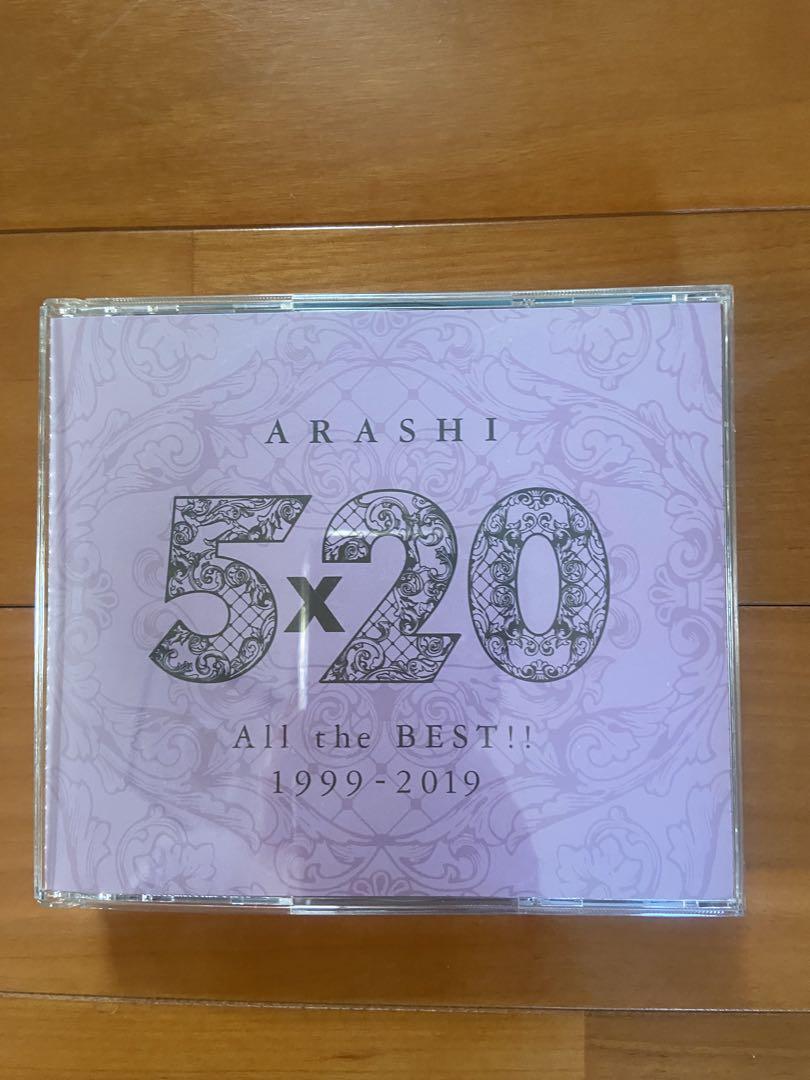 ARASHI
5x20
All the BEST!!
1999-2019